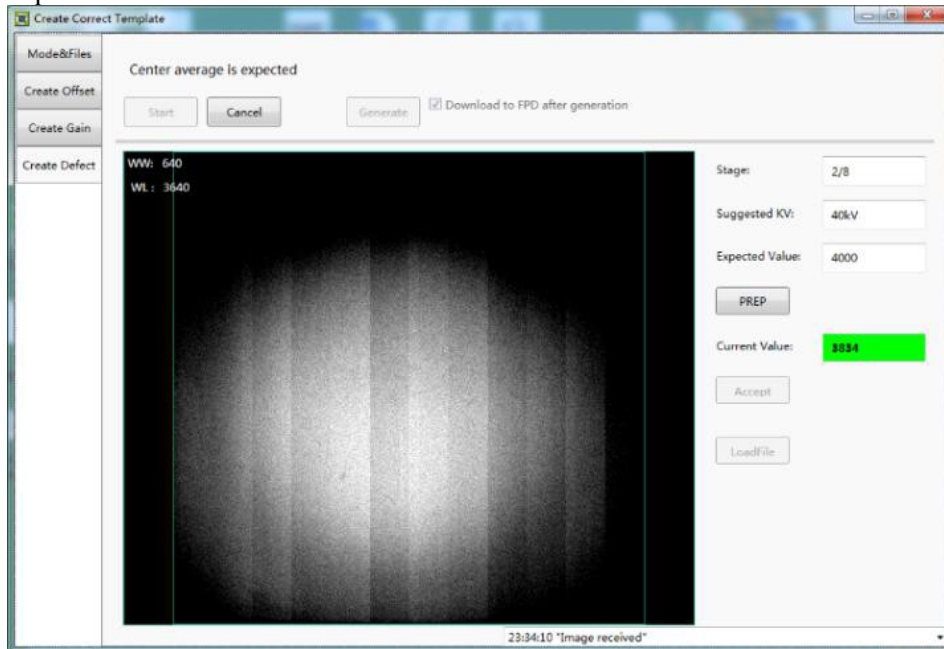 Create Correct Template
Mode&Files
Create Offset
Create Gain
Create Defect
Center average is expected
Start
Cancel
Generate
Download to FPD after generation
WW: 640
WL: 3640
Stage:
2/8
Suggested KV:
40kV
Expected Value:
4000
PREP
Current Value:
3834
Accept
LoadFile
23:34:10 "Image received"